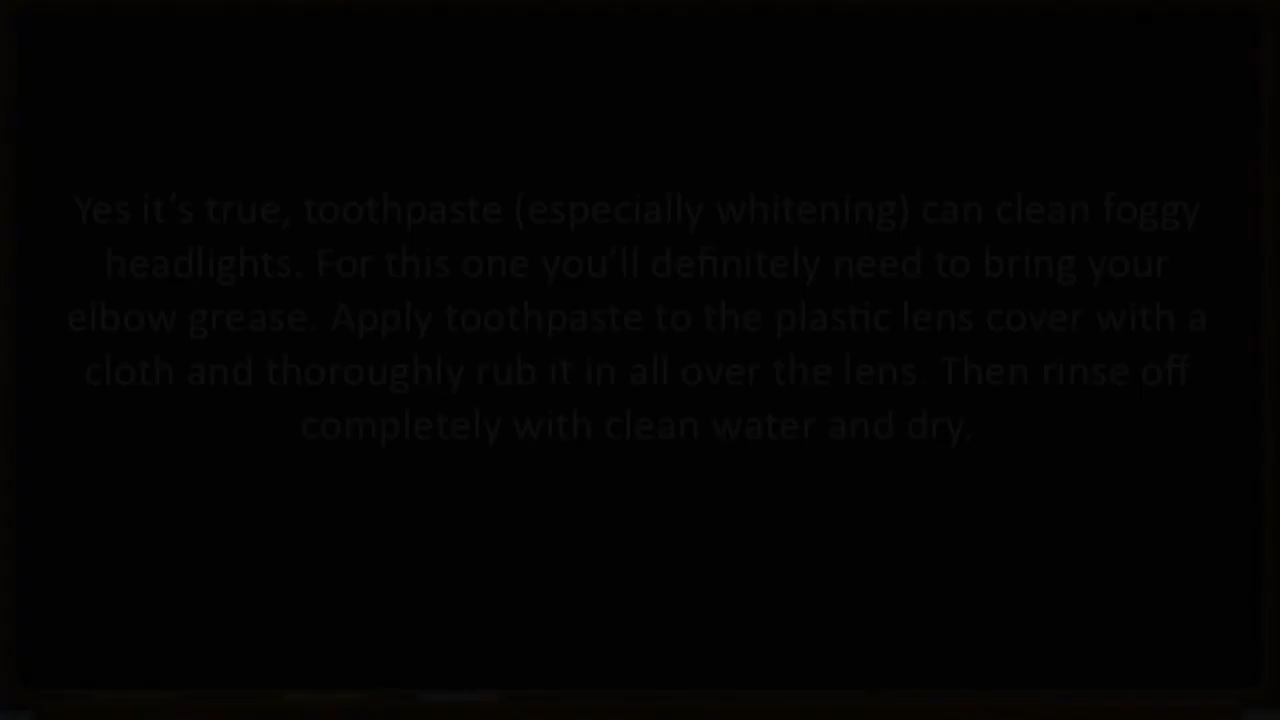 Yes it's true, toothpaste (especially whitening) can clean foggy
headlights. For this one you'll definitely need to bring your
elbow grease. Apply toothpaste to the plastic lens cover with a
cloth and thoroughly rub it in all over the lens. Then rinse off
completely with clean water and dry.